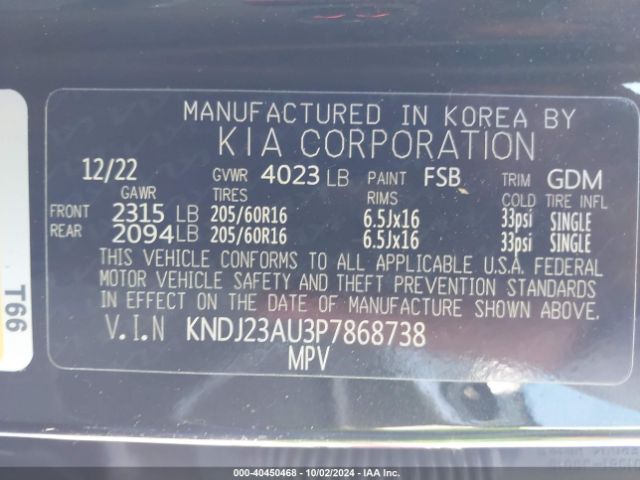 MANUFACTURED IN KOREA BY
KIA CORPORATION
12/22 GVWR 4023 LB PAINT FSB TRIM GDM
GAWR TIRES RIMS COLD TIRE INFL
FRONT 2315 LB 205/60R16 6.5Jx16 33psi SINGLE
REAR 2094 LB 205/60R16 6.5Jx16 33psi SINGLE
THIS VEHICLE CONFORMS TO ALL APPLICABLE U.S.A. FEDERAL
MOTOR VEHICLE SAFETY AND THEFT PREVENTION STANDARDS
IN EFFECT ON THE DATE OF MANUFACTURE SHOWN ABOVE.
V.I.N KNDJ23AU3P7868738
MPV
T66
000-40450468 - 10/02/2024 - IAA Inc.